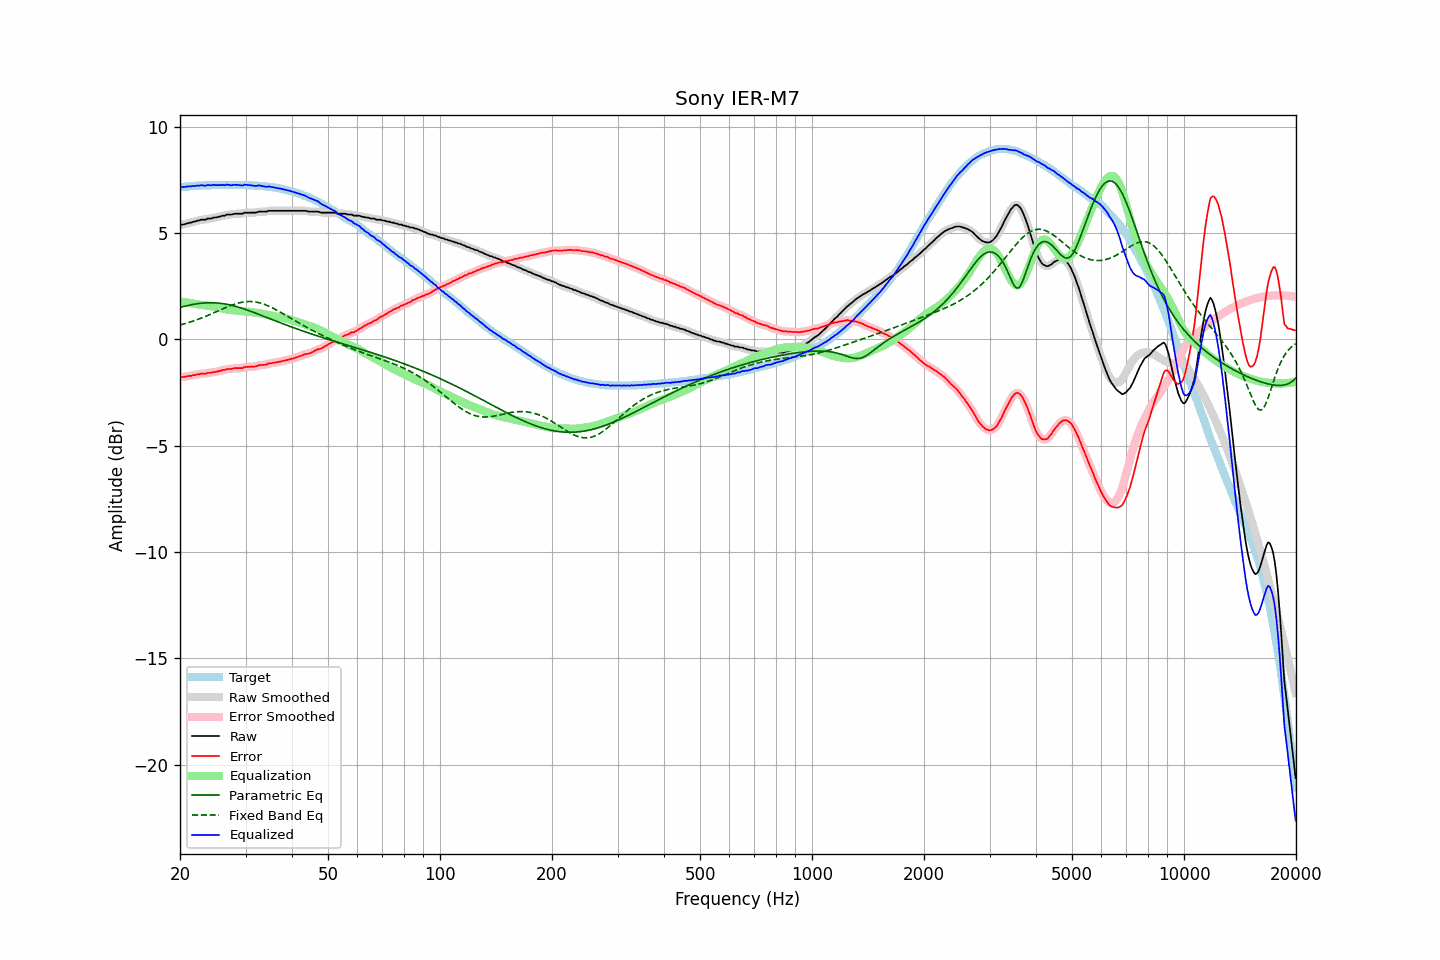 Sony IER-M7
10
5
0
−5
−10
−15
−20
Amplitude (dBr)
Target
Raw Smoothed
Error Smoothed
Raw
Error
Equalization
Parametric Eq
Fixed Band Eq
Equalized
20 50 100 200 500 1000 2000 5000 10000 20000
Frequency (Hz)